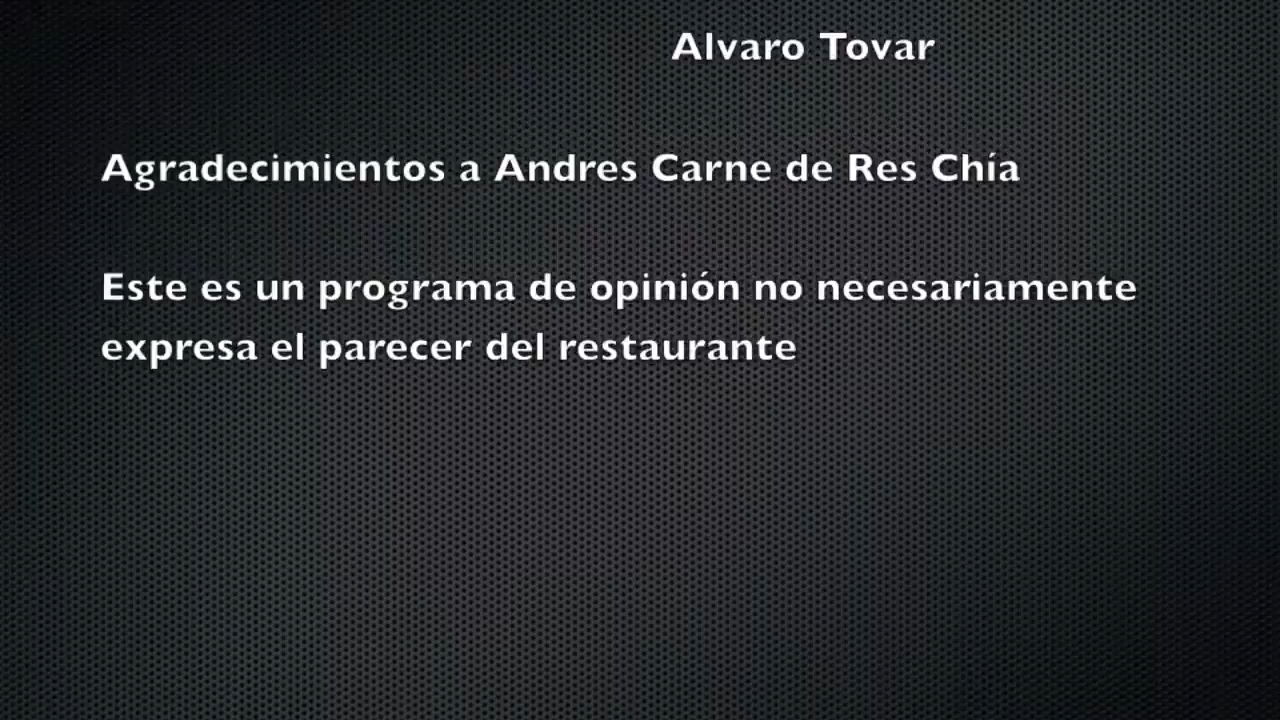 Alvaro Tovar
Agradecimientos a Andres Carne de Res Chía
Este es un programa de opinión no necesariamente
expresa el parecer del restaurante